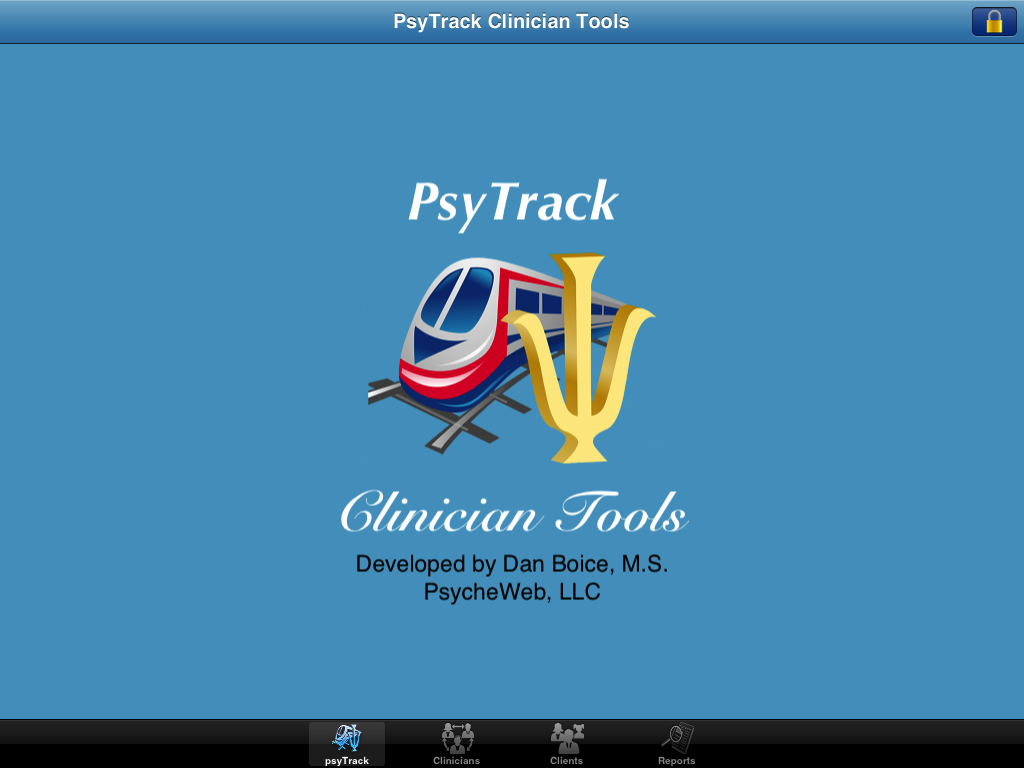 PsyTrack Clinician Tools
PsyTrack
Clinician Tools
Developed by Dan Boice, M.S.
PsycheWeb, LLC
psyTrack
Clinicians
Clients
Reports